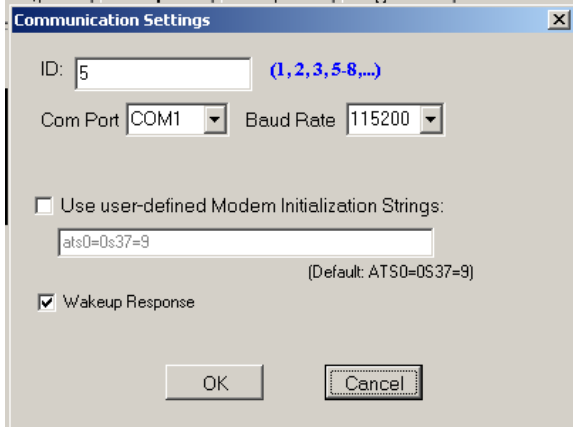 Communication Settings
ID: 5 (1, 2, 3, 5-8,...)
Com Port COM1 Baud Rate 115200
Use user-defined Modem Initialization Strings:
ats0=0s37=9
(Default: ATS0=0S37=9)
Wakeup Response
OK Cancel